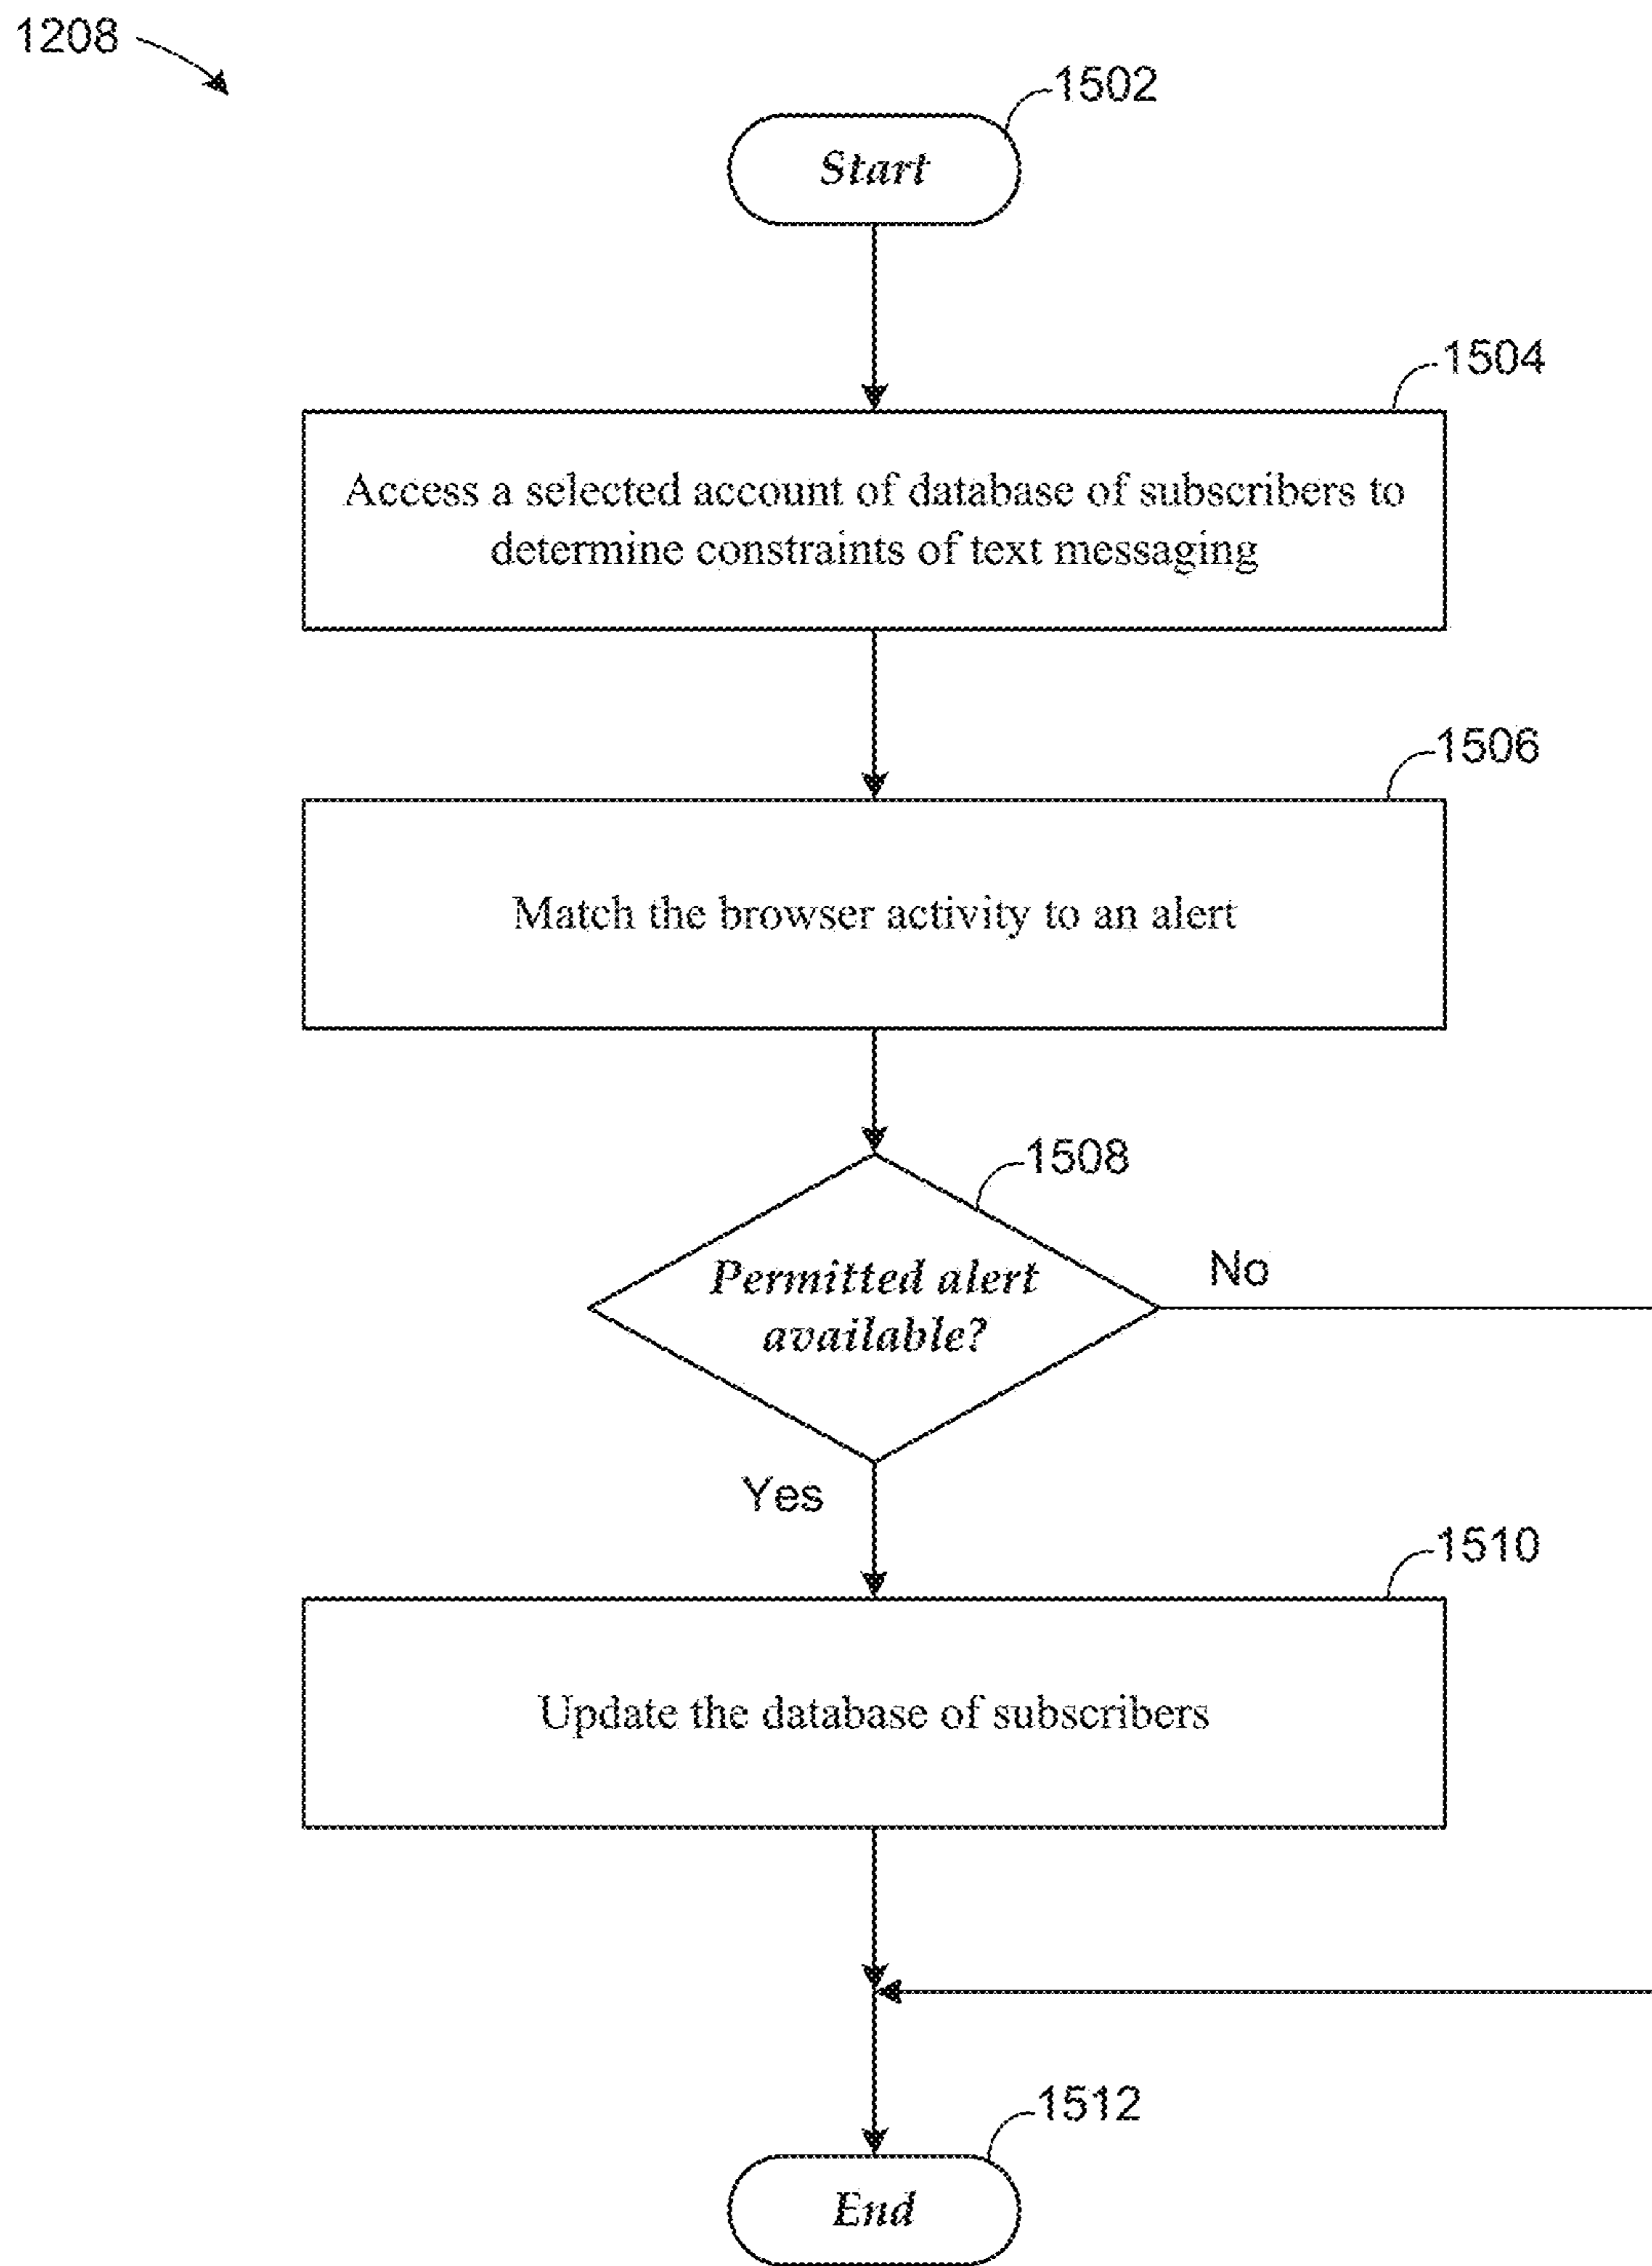 1208
1502
Start
1504
Access a selected account of database of subscribers to
determine constraints of text messaging
1506
Match the browser activity to an alert
1508
Permitted alert
available?
No
Yes
1510
Update the database of subscribers
1512
End